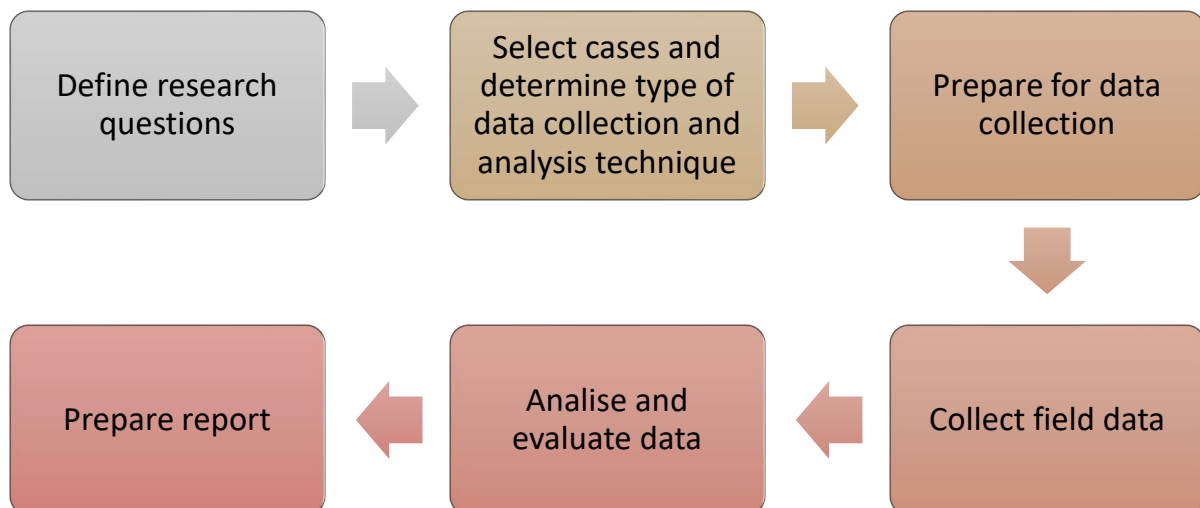 Define research
questions
Select cases and
determine type of
data collection and
analysis technique
Prepare for data
collection
Collect field data
Analise and
evaluate data
Prepare report